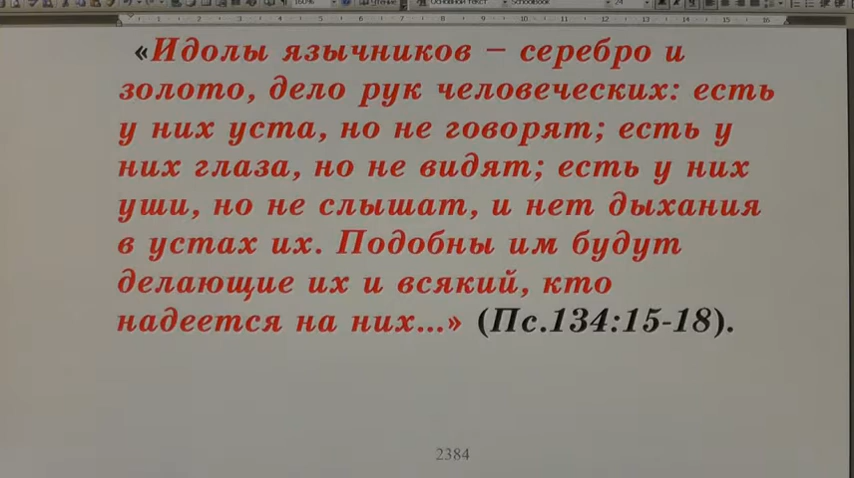 «Идолы язычников – серебро и
золото, дело рук человеческих: есть
у них уста, но не говорят; есть у
них глаза, но не видят; есть у них
уши, но не слышат, и нет дыхания
в устах их. Подобны им будут
делающие их и всякий, кто
надеется на них...» (Пс.134:15-18).
2384